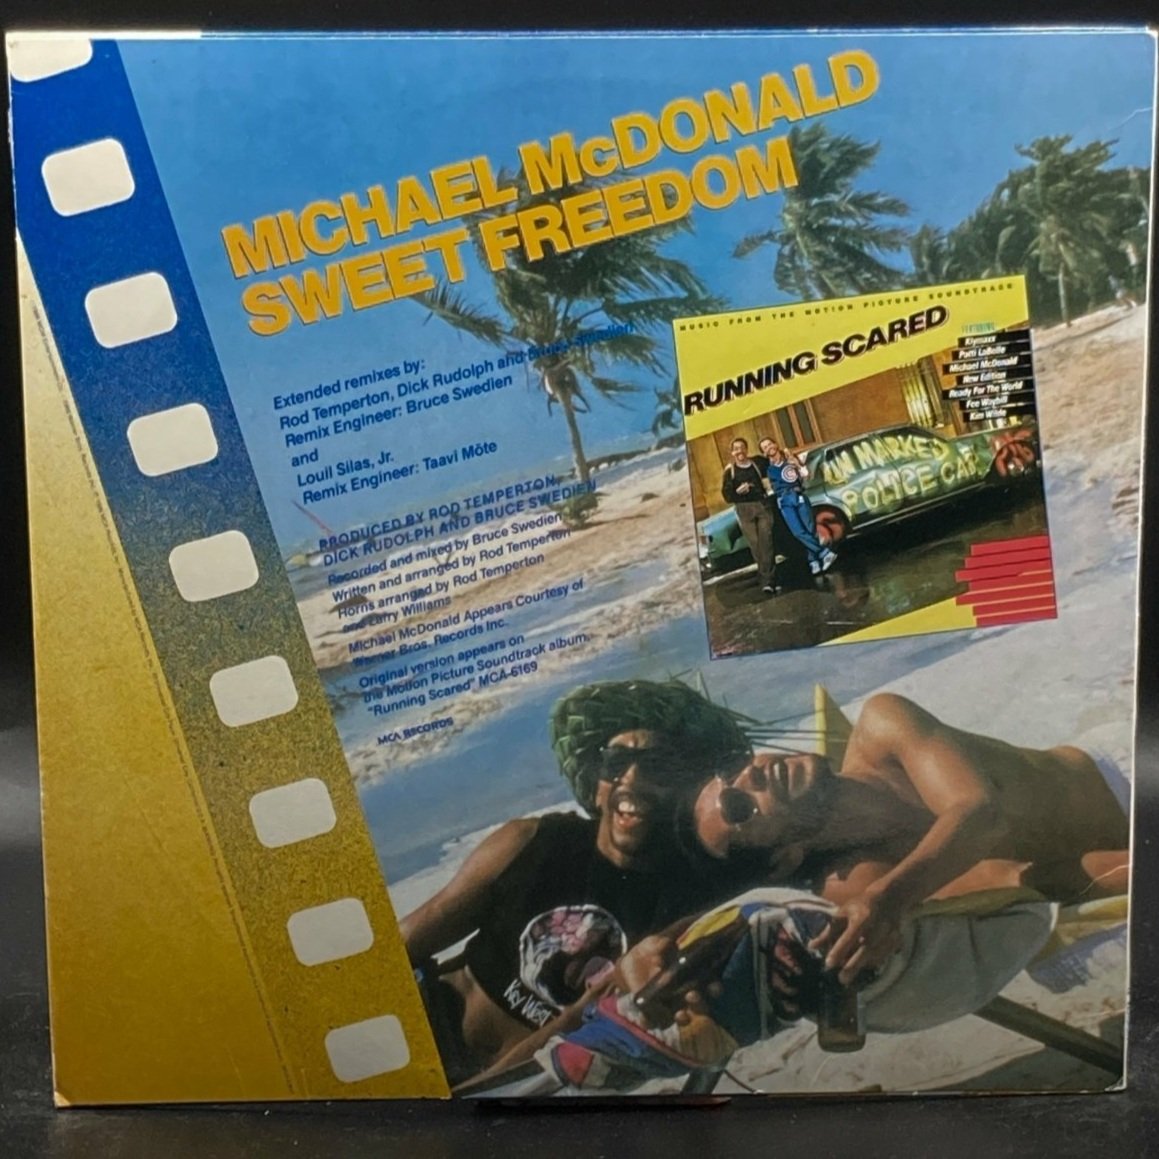 MICHAEL McDONALD
SWEET FREEDOM
Extended remixes by:
Rod Temperton, Dick Rudolph and Bruce Swedien
Remix Engineer: Bruce Swedien
and
Louil Silas, Jr.
Remix Engineer: Taavi Môte
PRODUCED BY ROD TEMPERTON,
DICK RUDOLPH AND BRUCE SWEDIEN
Recorded and mixed by Bruce Swedien
Written and arranged by Rod Temperton
Horns arranged by Rod Temperton
and Larry Williams
Michael McDonald Appears Courtesy of
Warner Bros. Records Inc.
Original version appears on
the Motion Picture Soundtrack album,
"Running Scared" MCA-6169
MCA RECORDS
MUSIC FROM THE MOTION PICTURE SOUNDTRACK
RUNNING SCARED
FEATURING
Klymaxx
Patti LaBelle
Michael McDonald
New Edition
Ready For The World
Fee Waybill
Kim Wilde
UN MARKED
POLICE CAR
KEY WEST